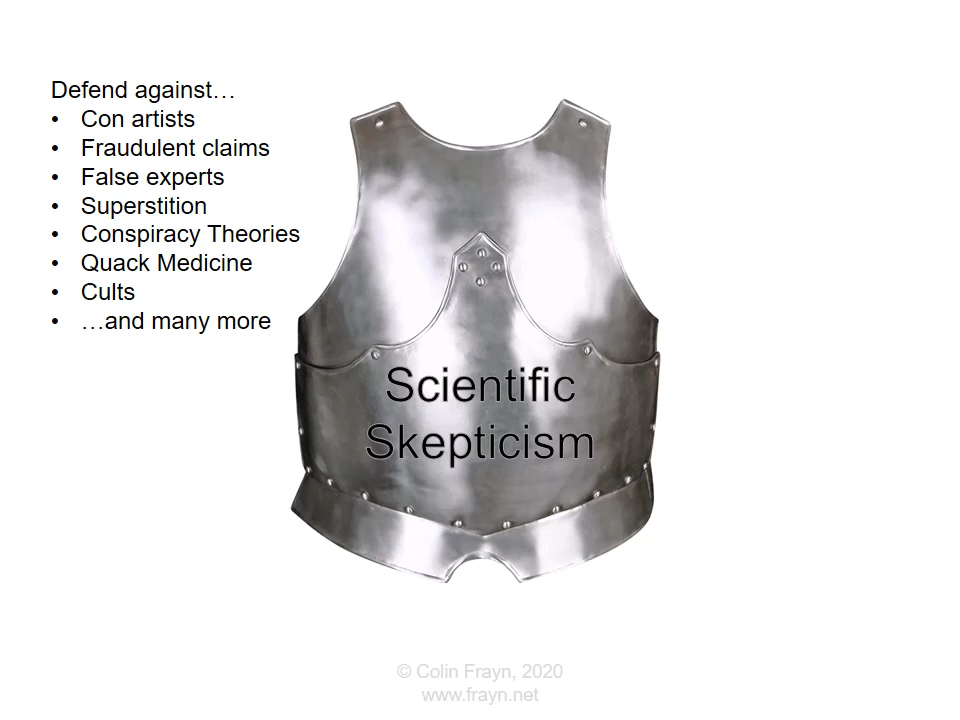 Defend against…
• Con artists
• Fraudulent claims
• False experts
• Superstition
• Conspiracy Theories
• Quack Medicine
• Cults
• …and many more
Scientific
Skepticism
© Colin Frayn, 2020
www.frayn.net